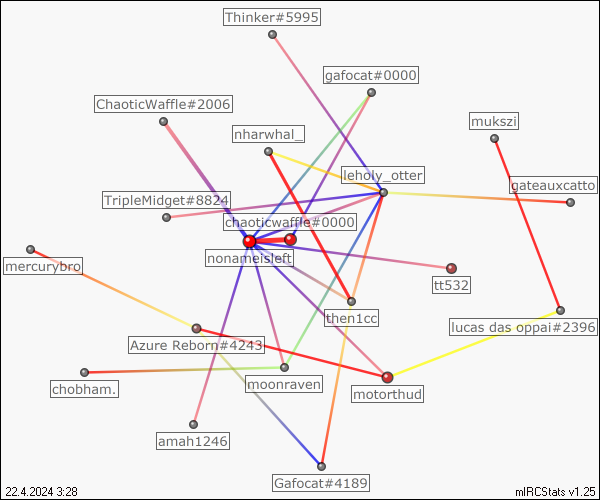 Thinker#5995
gafocat#0000
ChaoticWaffle#2006
mukszi
nharwhal_
leholy_otter
gateauxcatto
TripleMidget#8824
chaoticwaffle#0000
nonameisleft
mercurybro
tt532
then1cc
lucas das oppai#2396
Azure Reborn#4243
chobham.
moonraven
motorthud
amah1246
Gafocat#4189
22.4.2024 3:28
mIRCStats v1.25